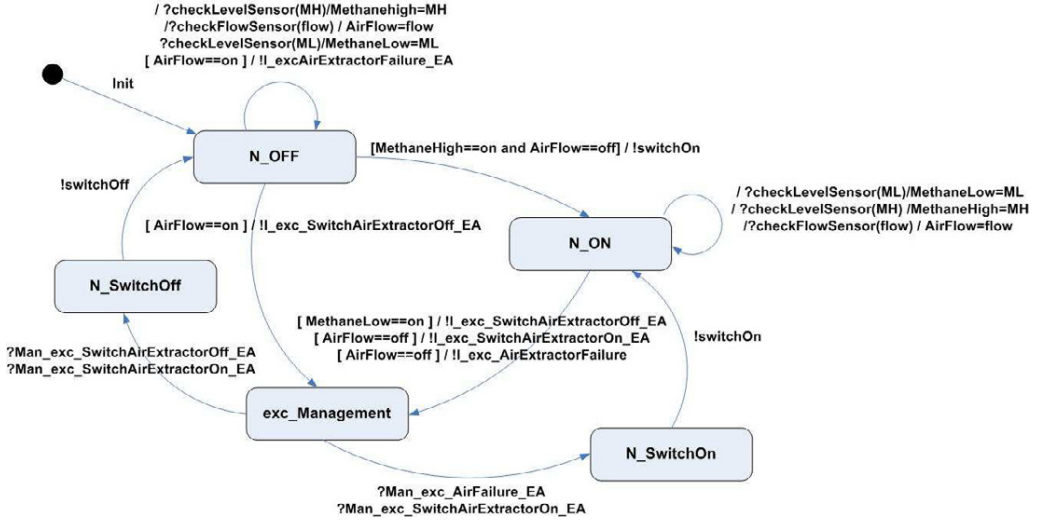 / ?checkLevelSensor(MH)/Methanehigh=MH
/?checkFlowSensor(flow) / AirFlow=flow
?checkLevelSensor(ML)/MethaneLow=ML
[ AirFlow==on ] / !I_excAirExtractorFailure_EA
Init
N_OFF
[MethaneHigh==on and AirFlow==off] / !switchOn
!switchOff
/ ?checkLevelSensor(ML)/MethaneLow=ML
/ ?checkLevelSensor(MH) /MethaneHigh=MH
/?checkFlowSensor(flow) / AirFlow=flow
[ AirFlow==on ] / !I_exc_SwitchAirExtractorOff_EA
N_ON
N_SwitchOff
[ MethaneLow==on ] / !I_exc_SwitchAirExtractorOff_EA
[ AirFlow==off ] / !I_exc_SwitchAirExtractorOn_EA
[ AirFlow==off ] / !I_exc_AirExtractorFailure
!switchOn
?Man_exc_SwitchAirExtractorOff_EA
?Man_exc_SwitchAirExtractorOn_EA
exc_Management
N_SwitchOn
?Man_exc_AirFailure_EA
?Man_exc_SwitchAirExtractorOn_EA